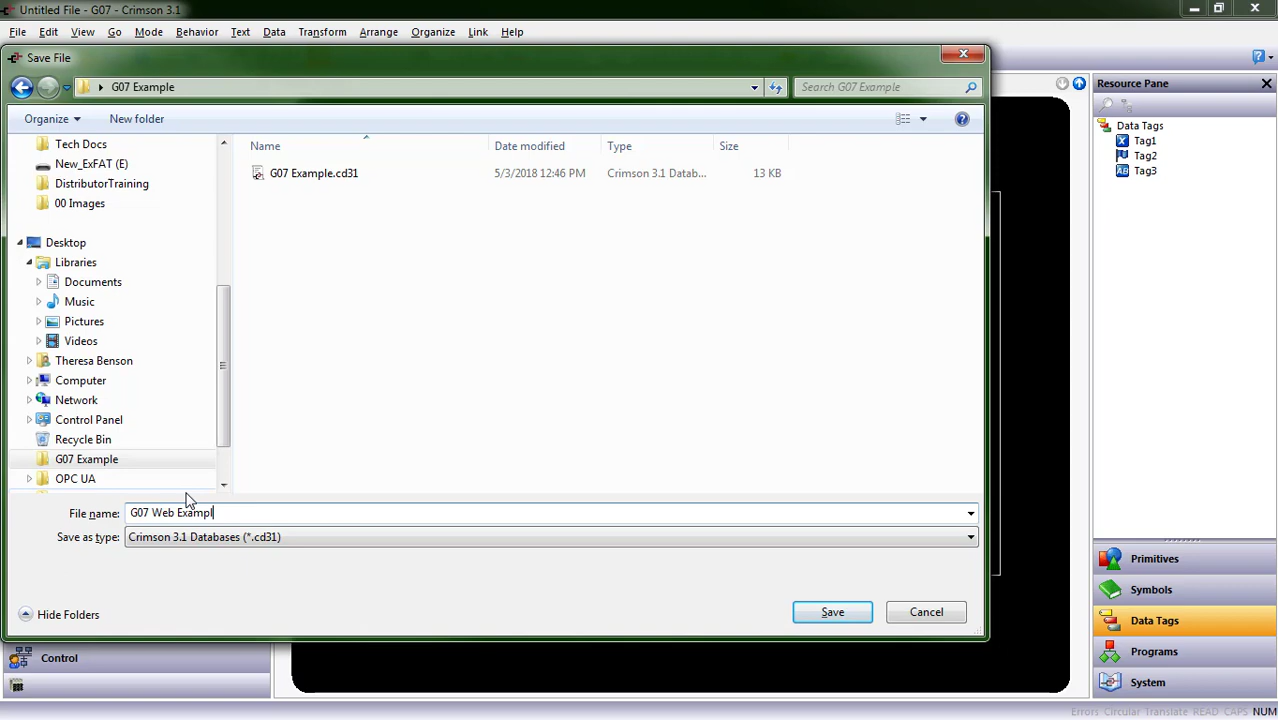 Untitled File - G07 - Crimson 3.1
File Edit View Go Mode Behavior Text Data Transform Arrange Organize Link Help
Save File
G07 Example
Search G07 Example
Organize New folder
Name Date modified Type Size
G07 Example.cd31 5/3/2018 12:46 PM Crimson 3.1 Datab... 13 KB
Tech Docs
New_ExFAT (E)
DistributorTraining
00 Images
Desktop
Libraries
Documents
Music
Pictures
Videos
Theresa Benson
Computer
Network
Control Panel
Recycle Bin
G07 Example
OPC UA
File name: G07 Web Exampl
Save as type: Crimson 3.1 Databases (*.cd31)
Hide Folders
Save Cancel
Control
Resource Pane
Data Tags
Tag1
Tag2
Tag3
Primitives
Symbols
Data Tags
Programs
System
Errors Circular Translate READ CAPS NUM